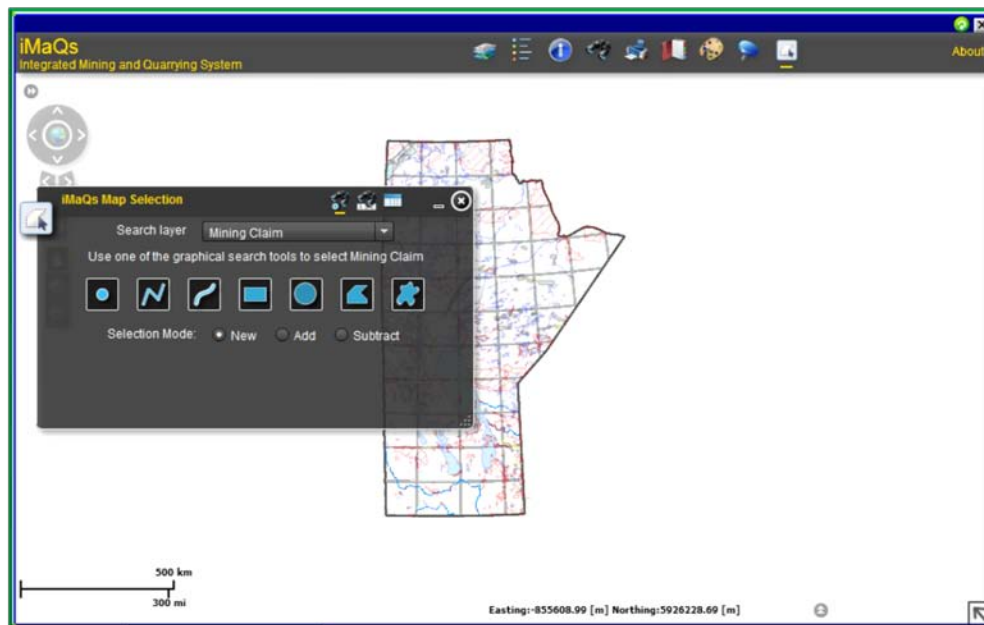 iMaQs
Integrated Mining and Quarrying System
About
iMaQs Map Selection
Search layer Mining Claim
Use one of the graphical search tools to select Mining Claim
Selection Mode: New Add Subtract
500 km
300 mi
Easting:-855608.99 [m] Northing:5926228.69 [m]